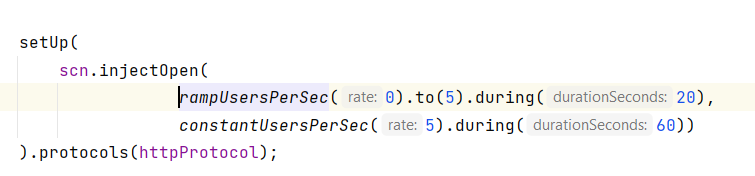 setUp(
scn.injectOpen(
rampUsersPerSec( rate: 0).to(5).during( durationSeconds: 20),
constantUsersPerSec( rate: 5).during( durationSeconds: 60))
).protocols(httpProtocol);